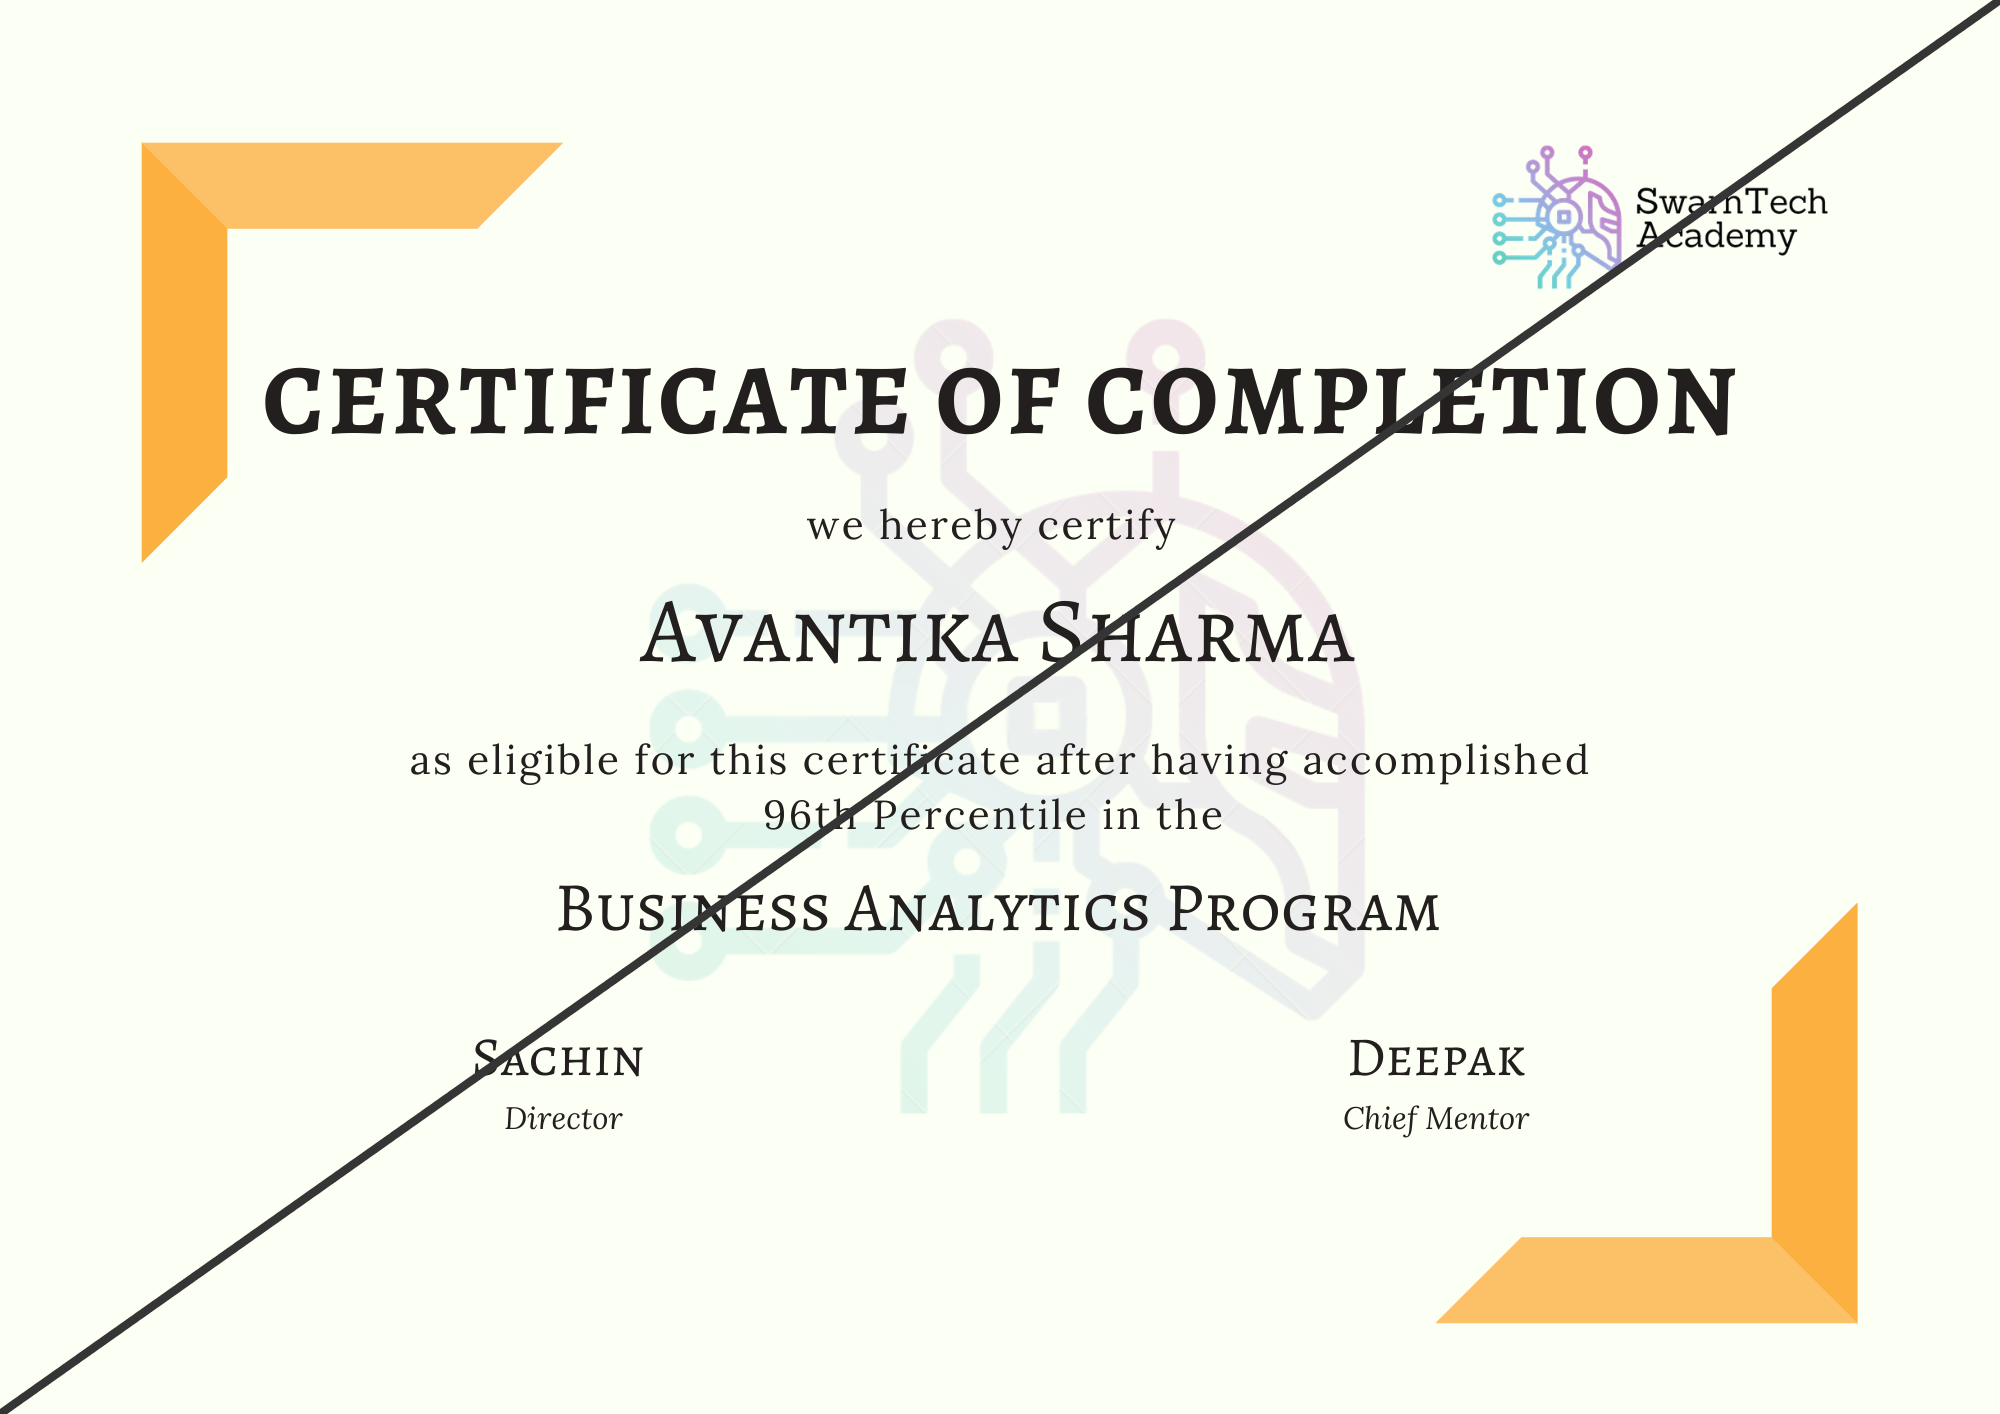 SwarnTech
Academy
CERTIFICATE OF COMPLETION
we hereby certify
Avantika Sharma
as eligible for this certificate after having accomplished
96th Percentile in the
Business Analytics Program
Sachin
Director
Deepak
Chief Mentor